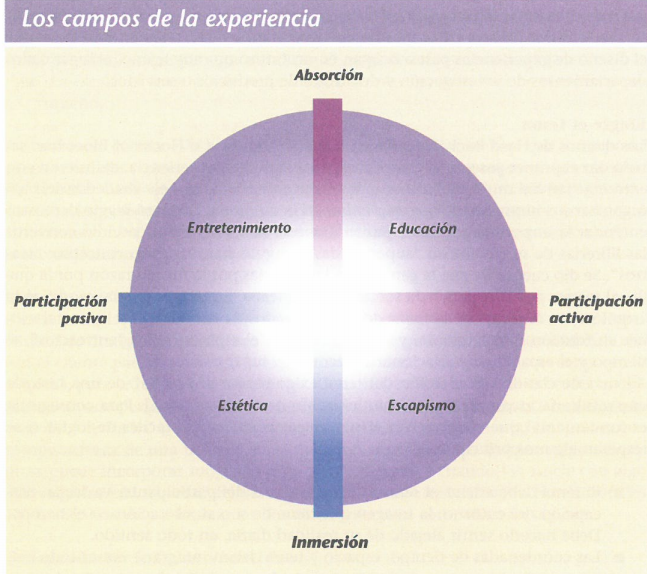 Los campos de la experiencia
Absorción
Entretenimiento
Educación
Participación
pasiva
Participación
activa
Estética
Escapismo
Inmersión